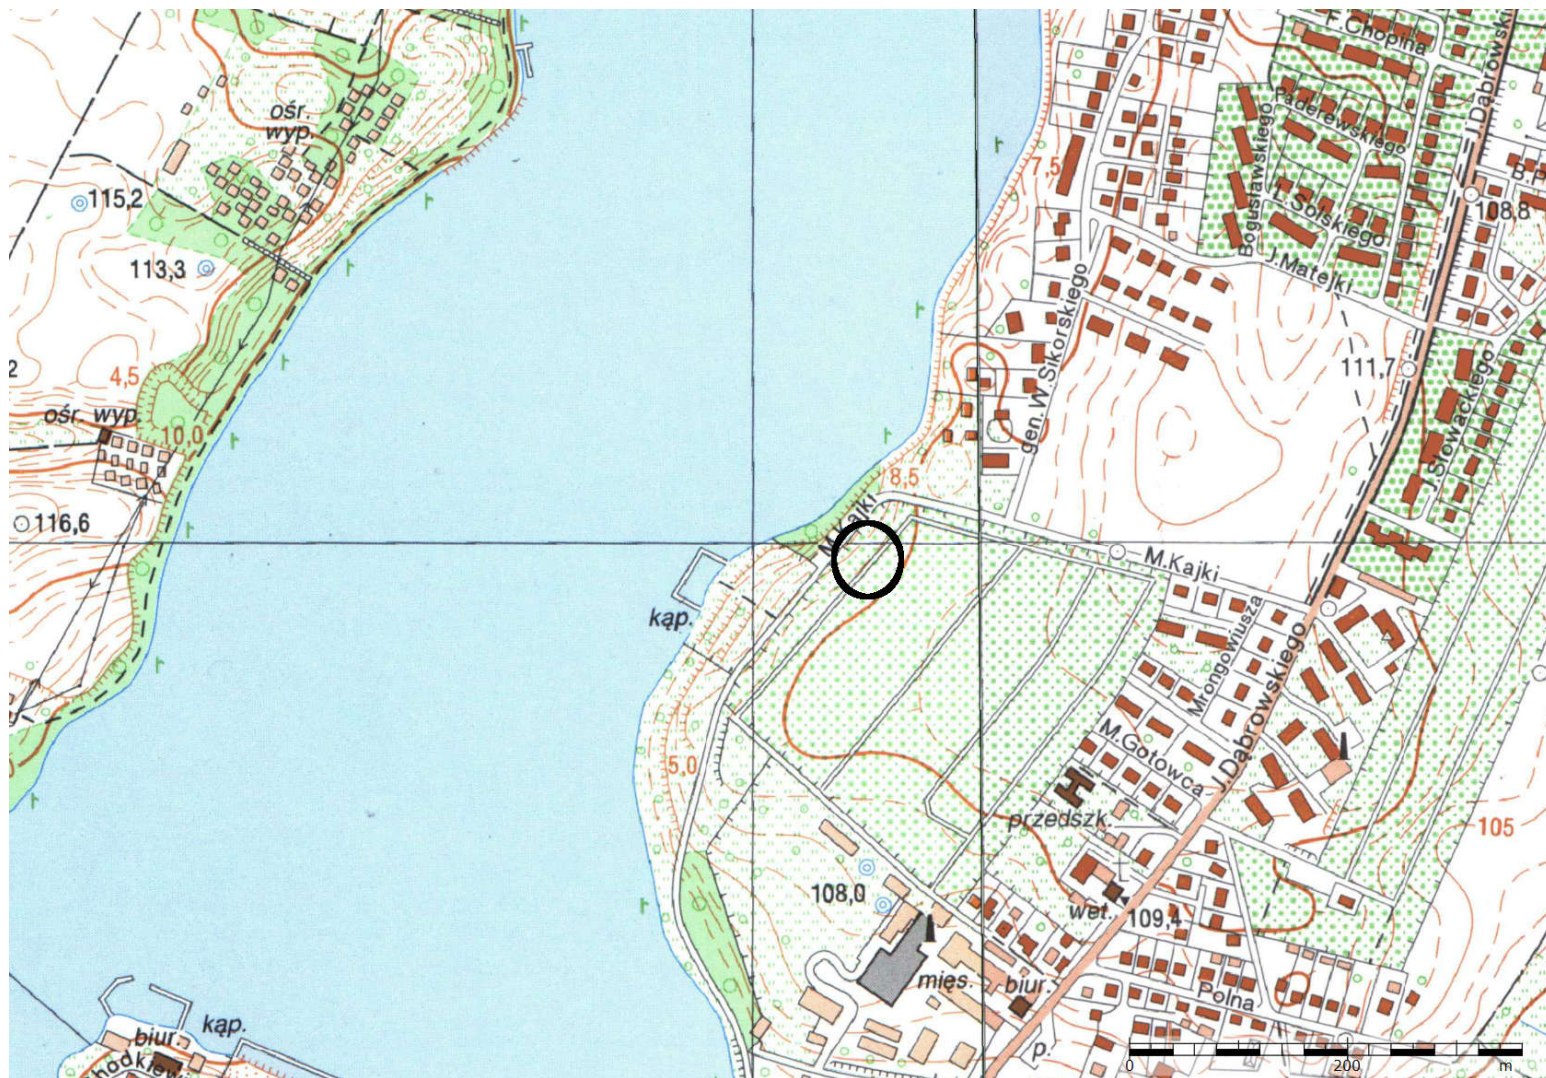 F. Chopina
J.Dąbrowski
ośr.
wyp.
Paderewskiego
Bogusławskiego
7,5
B.P
115,2
L.Solskiego
108,8
113,3
J.Matejki
gen.W.Sikorskiego
2
4,5
111,7
J.Słowackiego
ośr. wyp.
10,0
8,5
116,6
M.Kajki
M.Kajki
kąp.
Mrongowiusza
J.Dąbrowskiego
M.Gotowca
5,0
przedszk.
105
108,0
wet.
109,4
mięs.
biur.
Polna
kąp.
biur.
p.
0
200
m